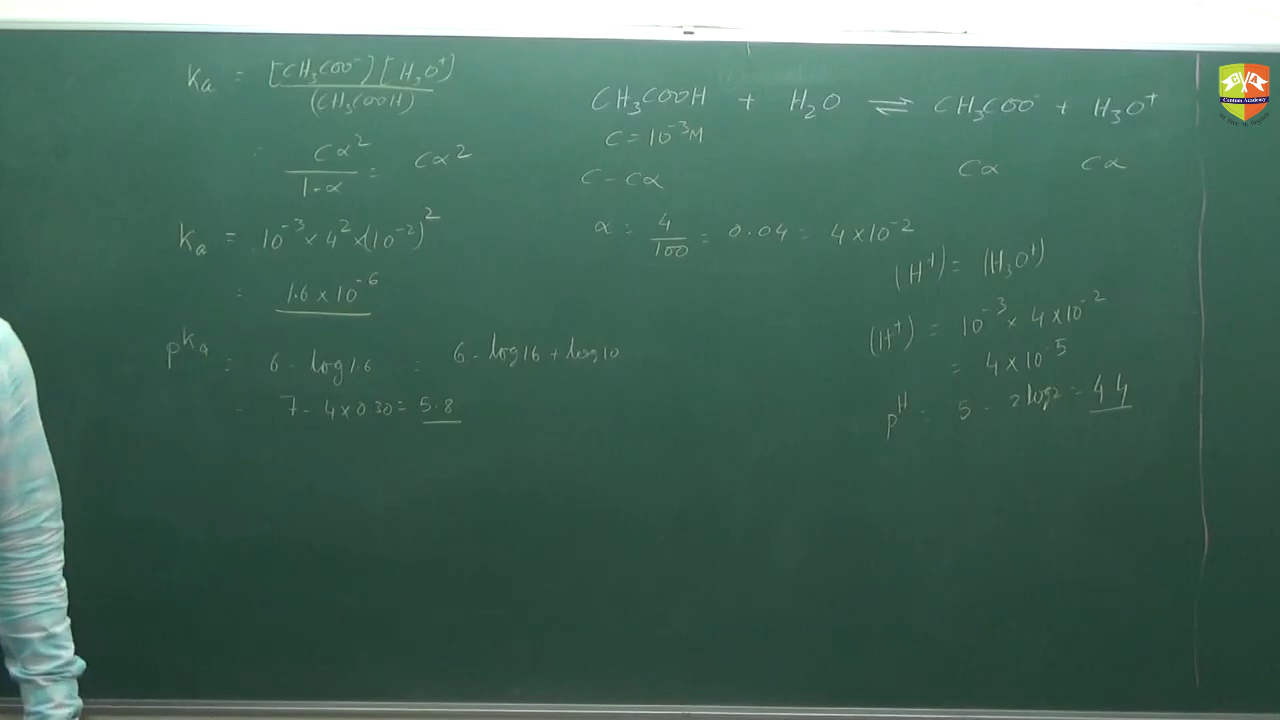 Ka = [CH₃COO⁻] [H₃O⁺] / (CH₃COOH)
= Cα² / 1-α = Cα²
Ka = 10⁻³ × 4² × (10⁻²)²
= 1.6 × 10⁻⁶
pKa = 6 - log 1.6 = 6 - log 16 + log 10
= 7 - 4 × 0.30 = 5.8
CH₃COOH + H₂O ⇌ CH₃COO⁻ + H₃O⁺
C = 10⁻³ M
C - Cα Cα Cα
α = 4/100 = 0.04 = 4 × 10⁻²
(H⁺) = (H₃O⁺)
(H⁺) = 10⁻³ × 4 × 10⁻²
= 4 × 10⁻⁵
pH = 5 - 2 log 2 = 4.4
CVA
Centum Academy